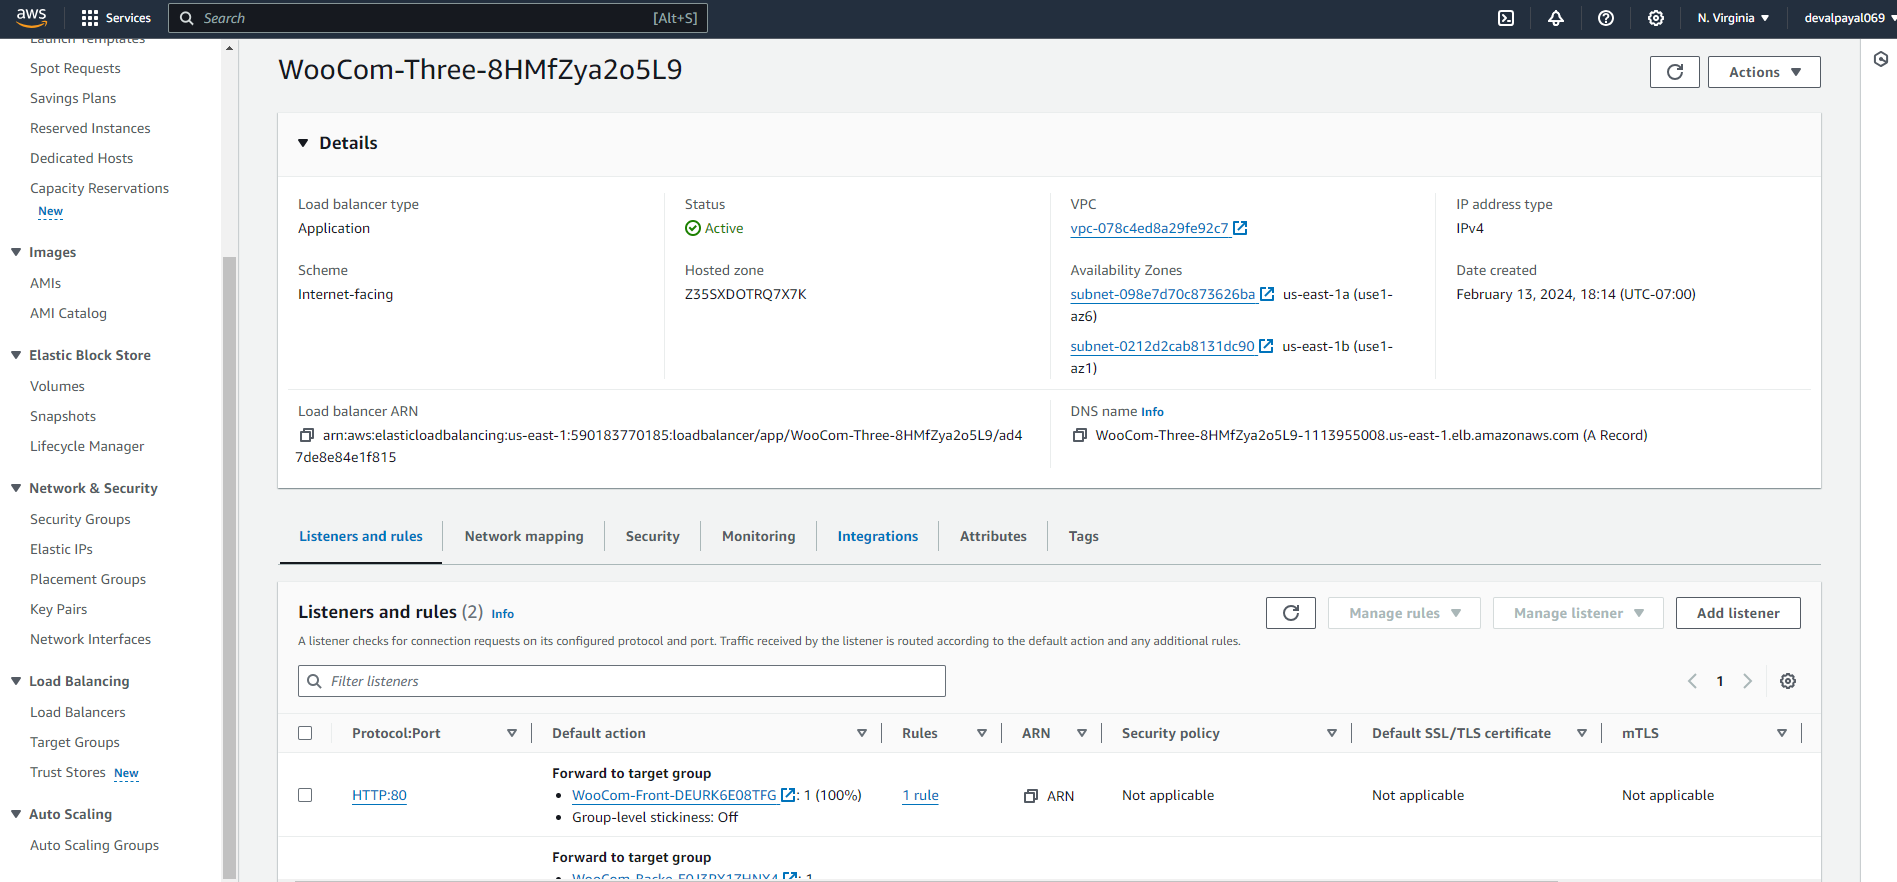 aws
Services
Search
[Alt+S]
N. Virginia
devalpayal069
Launch Templates
Spot Requests
Savings Plans
Reserved Instances
Dedicated Hosts
Capacity Reservations
New
Images
AMIs
AMI Catalog
Elastic Block Store
Volumes
Snapshots
Lifecycle Manager
Network & Security
Security Groups
Elastic IPs
Placement Groups
Key Pairs
Network Interfaces
Load Balancing
Load Balancers
Target Groups
Trust Stores New
Auto Scaling
Auto Scaling Groups
WooCom-Three-8HMfZya2o5L9
Actions
Details
Load balancer type
Application
Scheme
Internet-facing
Status
Active
Hosted zone
Z35SXDOTRQ7X7K
VPC
vpc-078c4ed8a29fe92c7
Availability Zones
subnet-098e7d70c873626ba us-east-1a (use1-
az6)
subnet-0212d2cab8131dc90 us-east-1b (use1-
az1)
IP address type
IPv4
Date created
February 13, 2024, 18:14 (UTC-07:00)
Load balancer ARN
arn:aws:elasticloadbalancing:us-east-1:590183770185:loadbalancer/app/WooCom-Three-8HMfZya2o5L9/ad4
7de8e84e1f815
DNS name Info
WooCom-Three-8HMfZya2o5L9-1113955008.us-east-1.elb.amazonaws.com (A Record)
Listeners and rules
Network mapping
Security
Monitoring
Integrations
Attributes
Tags
Listeners and rules (2) Info
Manage rules
Manage listener
Add listener
A listener checks for connection requests on its configured protocol and port. Traffic received by the listener is routed according to the default action and any additional rules.
Filter listeners
1
Protocol:Port
Default action
Rules
ARN
Security policy
Default SSL/TLS certificate
mTLS
HTTP:80
Forward to target group
• WooCom-Front-DEURK6E08TFG : 1 (100%)
• Group-level stickiness: Off
1 rule
ARN
Not applicable
Not applicable
Not applicable
Forward to target group